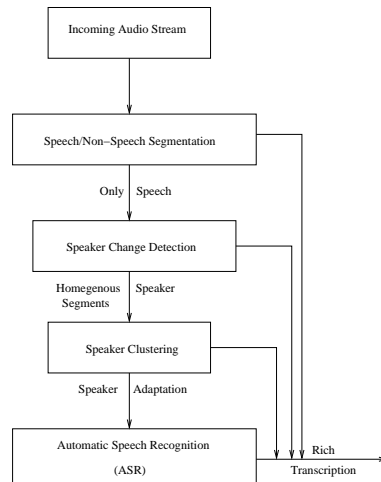 Incoming Audio Stream
Speech/Non−Speech Segmentation
Only Speech
Speaker Change Detection
Homegenous Speaker
Segments
Speaker Clustering
Speaker Adaptation
Automatic Speech Recognition
(ASR)
Rich
Transcription